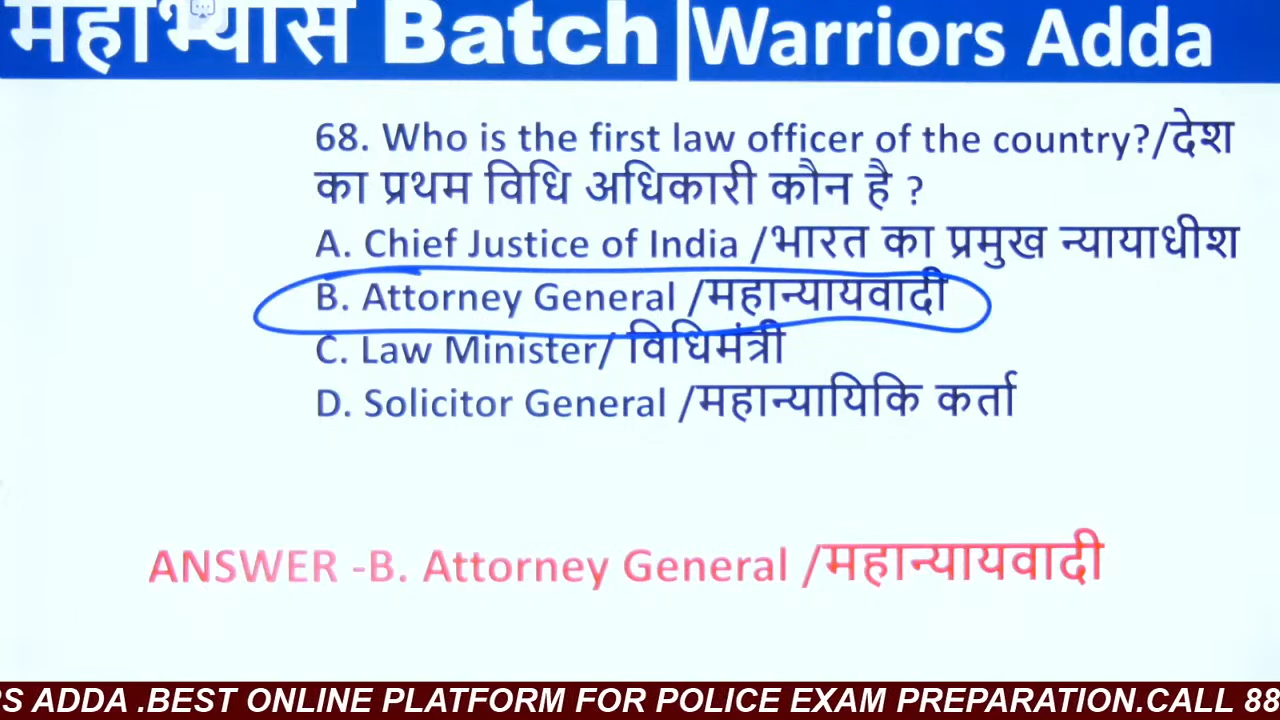 महाभ्यास Batch Warriors Adda
68. Who is the first law officer of the country?/देश
का प्रथम विधि अधिकारी कौन है ?
A. Chief Justice of India /भारत का प्रमुख न्यायाधीश
B. Attorney General /महान्यायवादी
C. Law Minister/ विधिमंत्री
D. Solicitor General /महान्यायिकि कर्ता
ANSWER -B. Attorney General /महान्यायवादी
RS ADDA .BEST ONLINE PLATFORM FOR POLICE EXAM PREPARATION.CALL 88